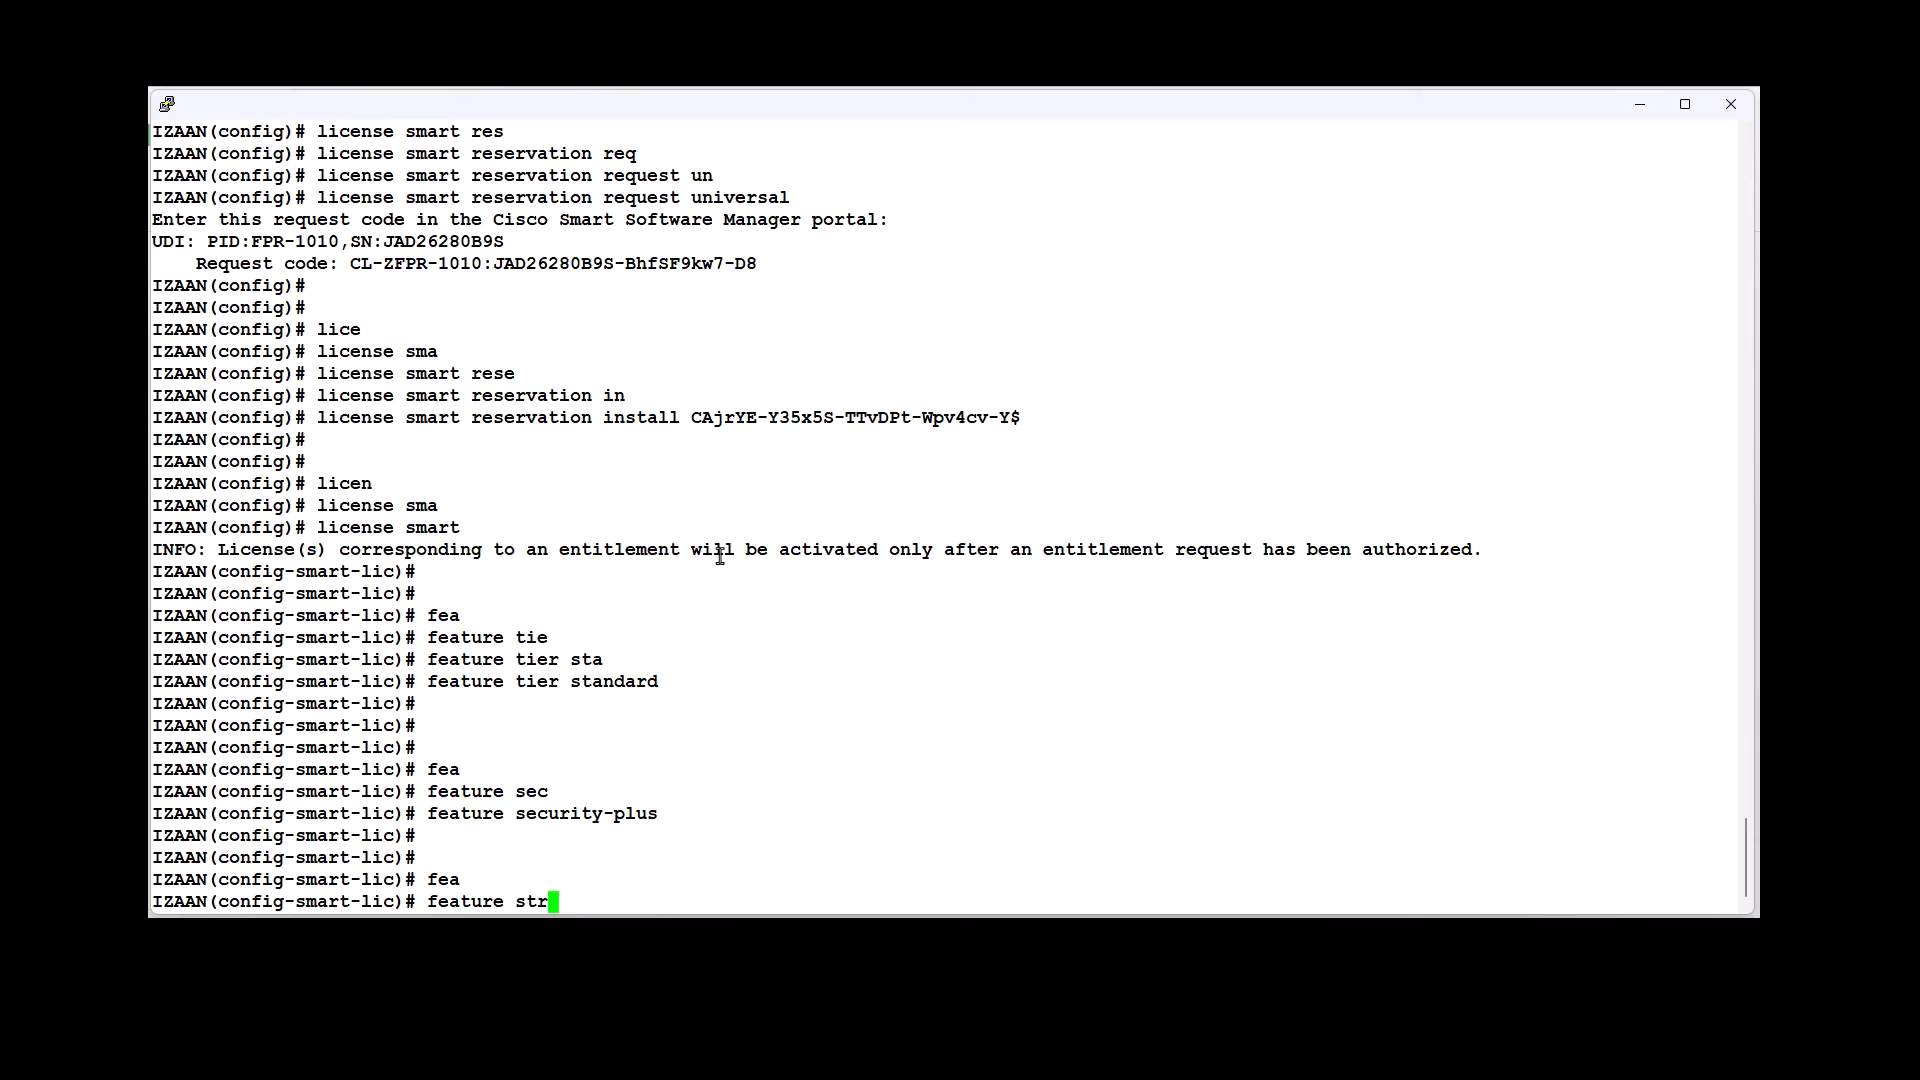 IZAAN(config)# license smart res
IZAAN(config)# license smart reservation req
IZAAN(config)# license smart reservation request un
IZAAN(config)# license smart reservation request universal
Enter this request code in the Cisco Smart Software Manager portal:
UDI: PID:FPR-1010,SN:JAD26280B9S
    Request code: CL-ZFPR-1010:JAD26280B9S-BhfSF9kw7-D8
IZAAN(config)#
IZAAN(config)#
IZAAN(config)# lice
IZAAN(config)# license sma
IZAAN(config)# license smart rese
IZAAN(config)# license smart reservation in
IZAAN(config)# license smart reservation install CAjrYE-Y35x5S-TTvDPt-Wpv4cv-Y$
IZAAN(config)#
IZAAN(config)#
IZAAN(config)# licen
IZAAN(config)# license sma
IZAAN(config)# license smart
INFO: License(s) corresponding to an entitlement will be activated only after an entitlement request has been authorized.
IZAAN(config-smart-lic)#
IZAAN(config-smart-lic)#
IZAAN(config-smart-lic)# fea
IZAAN(config-smart-lic)# feature tie
IZAAN(config-smart-lic)# feature tier sta
IZAAN(config-smart-lic)# feature tier standard
IZAAN(config-smart-lic)#
IZAAN(config-smart-lic)#
IZAAN(config-smart-lic)#
IZAAN(config-smart-lic)# fea
IZAAN(config-smart-lic)# feature sec
IZAAN(config-smart-lic)# feature security-plus
IZAAN(config-smart-lic)#
IZAAN(config-smart-lic)#
IZAAN(config-smart-lic)# fea
IZAAN(config-smart-lic)# feature str